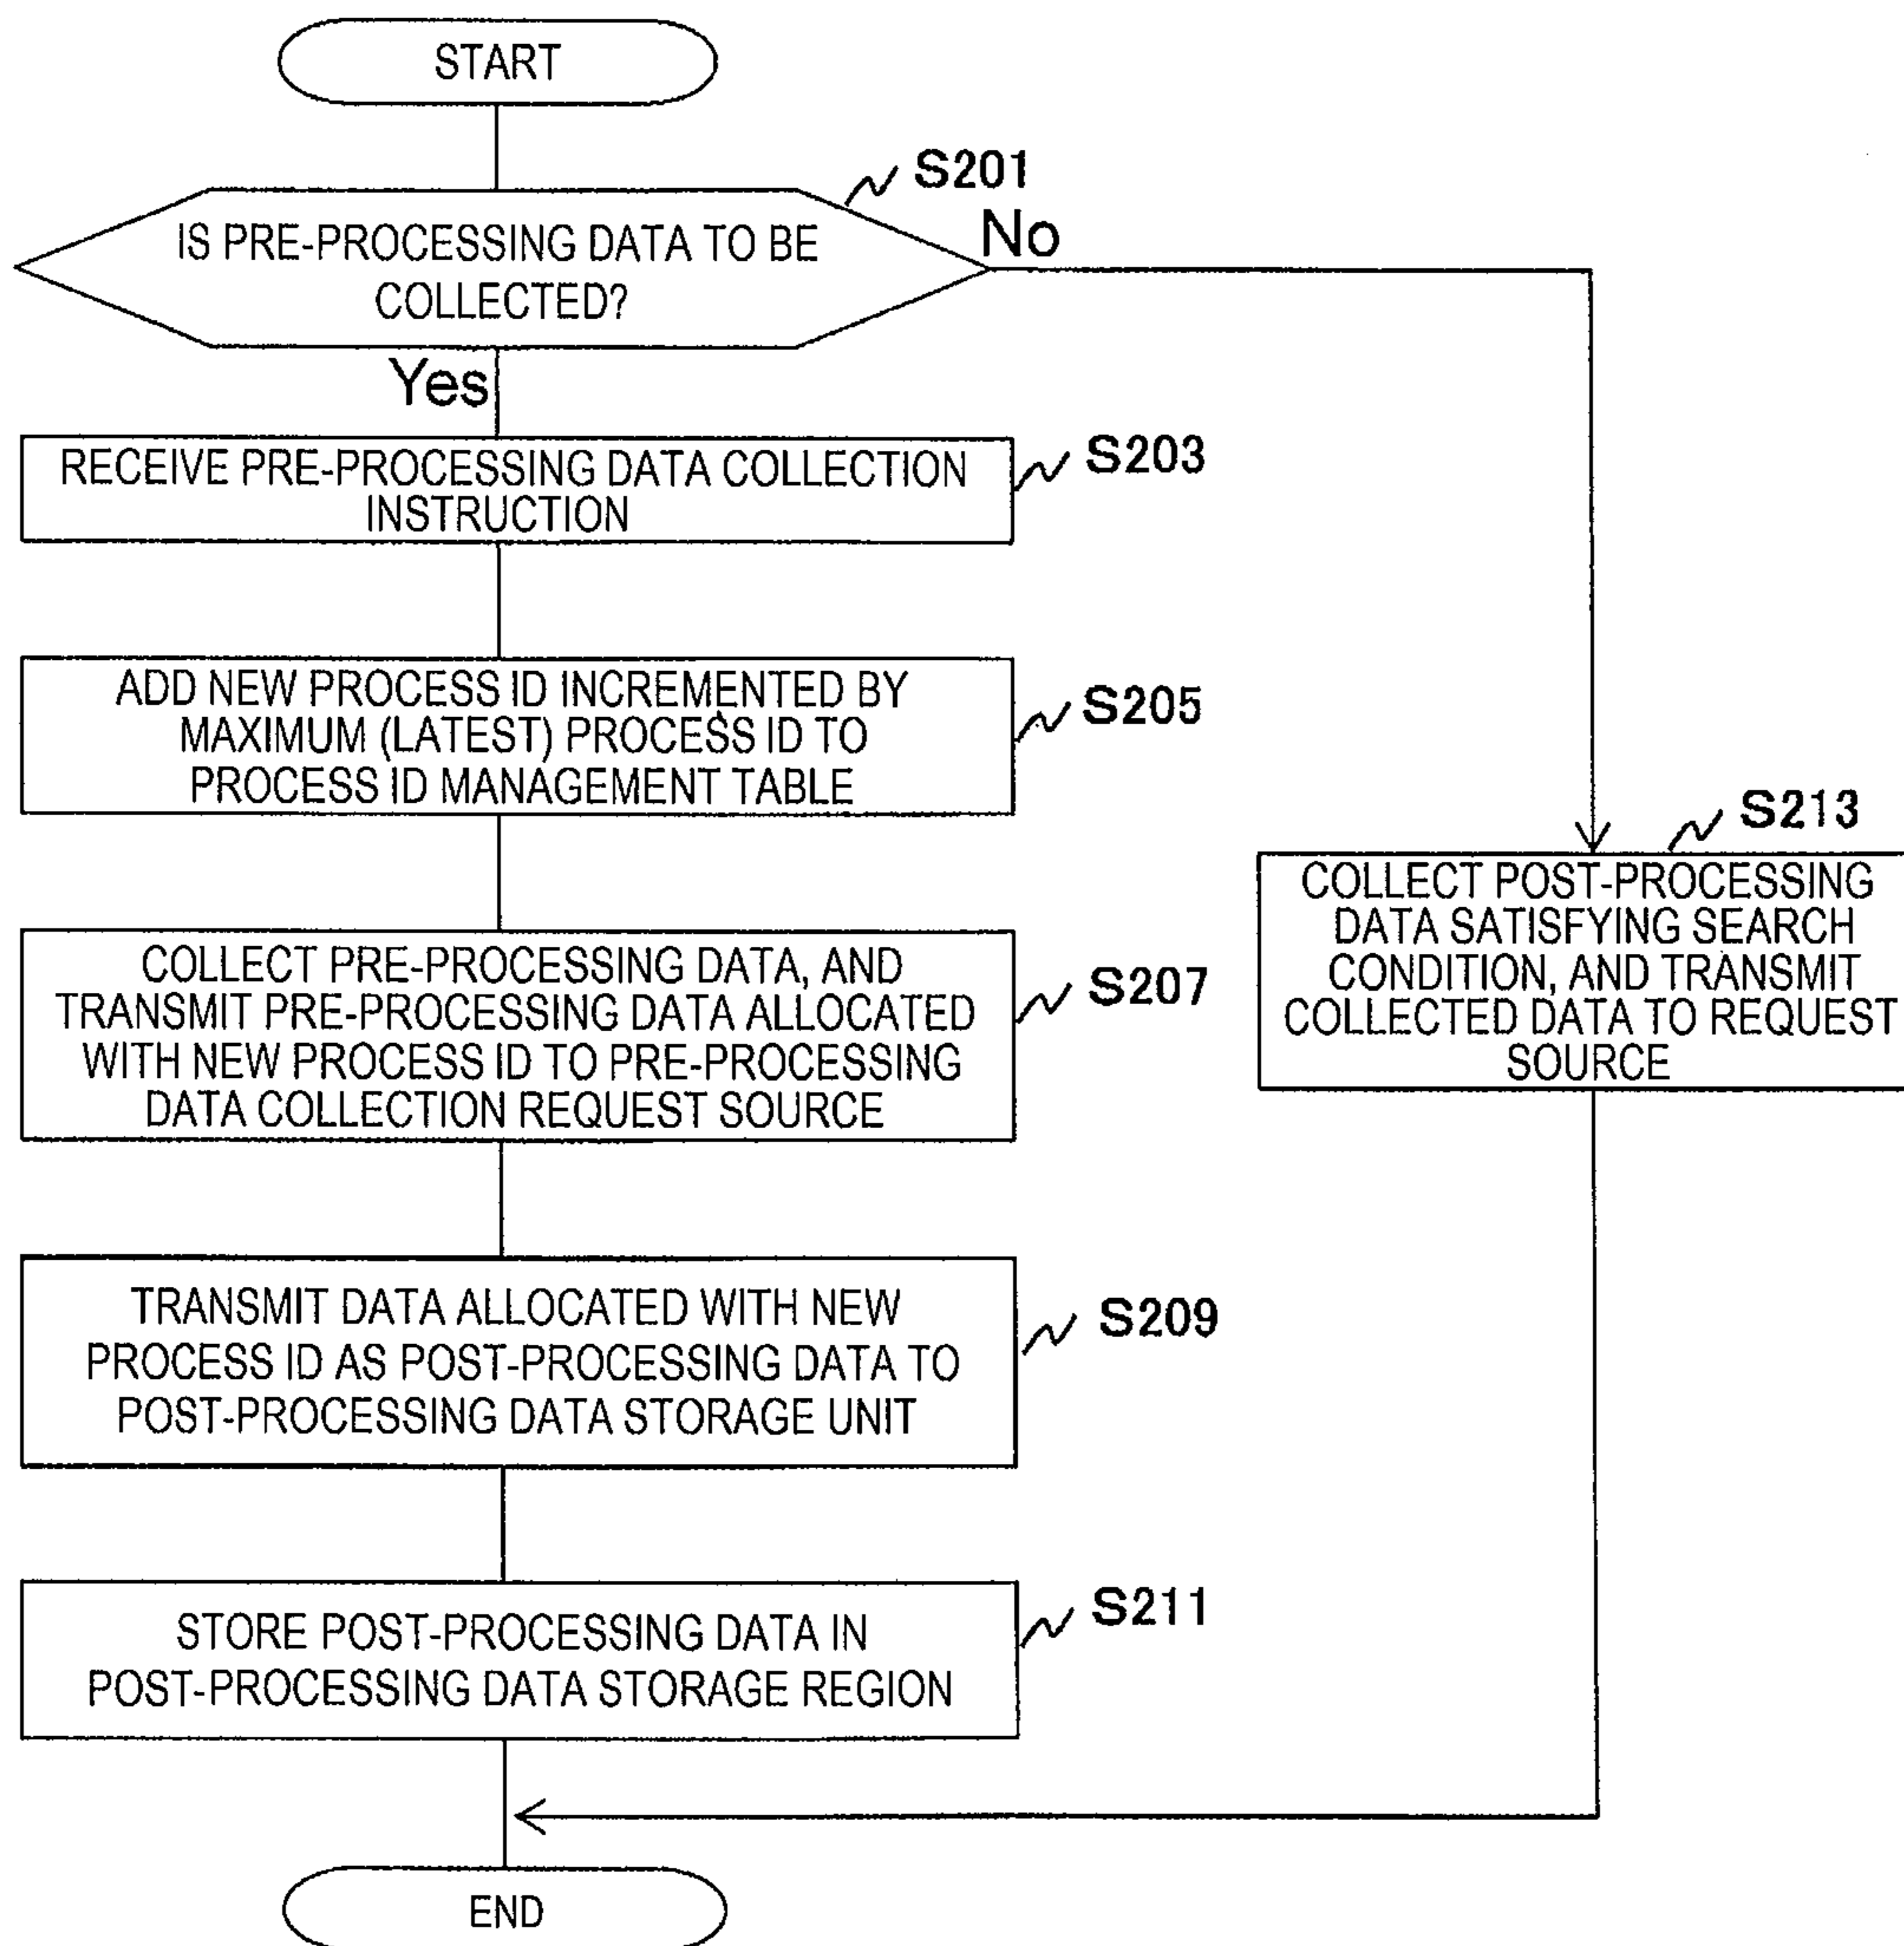 START
S201
IS PRE-PROCESSING DATA TO BE
COLLECTED?
No
Yes
RECEIVE PRE-PROCESSING DATA COLLECTION
INSTRUCTION
S203
ADD NEW PROCESS ID INCREMENTED BY
MAXIMUM (LATEST) PROCESS ID TO
PROCESS ID MANAGEMENT TABLE
S205
COLLECT PRE-PROCESSING DATA, AND
TRANSMIT PRE-PROCESSING DATA ALLOCATED
WITH NEW PROCESS ID TO PRE-PROCESSING
DATA COLLECTION REQUEST SOURCE
S207
TRANSMIT DATA ALLOCATED WITH NEW
PROCESS ID AS POST-PROCESSING DATA TO
POST-PROCESSING DATA STORAGE UNIT
S209
STORE POST-PROCESSING DATA IN
POST-PROCESSING DATA STORAGE REGION
S211
S213
COLLECT POST-PROCESSING
DATA SATISFYING SEARCH
CONDITION, AND TRANSMIT
COLLECTED DATA TO REQUEST
SOURCE
END